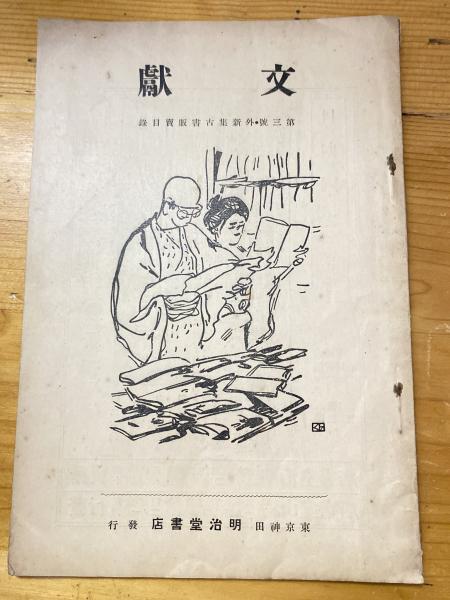 文獻
第三號•外新集古書販賣目錄
東京神田 明治堂書店 發行